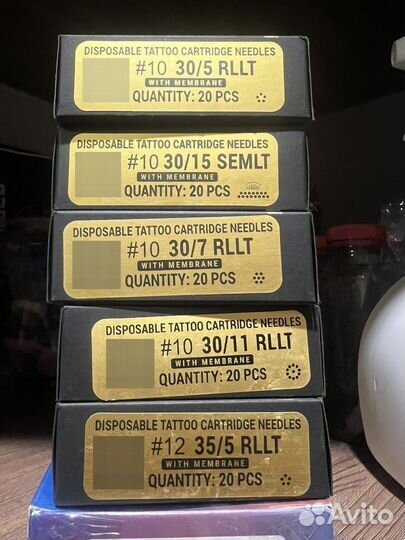 DISPOSABLE TATTOO CARTRIDGE NEEDLES
#10 30/5 RLLT
WITH MEMBRANE
QUANTITY: 20 PCS
DISPOSABLE TATTOO CARTRIDGE NEEDLES
#10 30/15 SEMLT
WITH MEMBRANE
QUANTITY: 20 PCS
DISPOSABLE TATTOO CARTRIDGE NEEDLES
#10 30/7 RLLT
WITH MEMBRANE
QUANTITY: 20 PCS
DISPOSABLE TATTOO CARTRIDGE NEEDLES
#10 30/11 RLLT
WITH MEMBRANE
QUANTITY: 20 PCS
DISPOSABLE TATTOO CARTRIDGE NEEDLES
#12 35/5 RLLT
WITH MEMBRANE
QUANTITY: 20 PCS
Avito